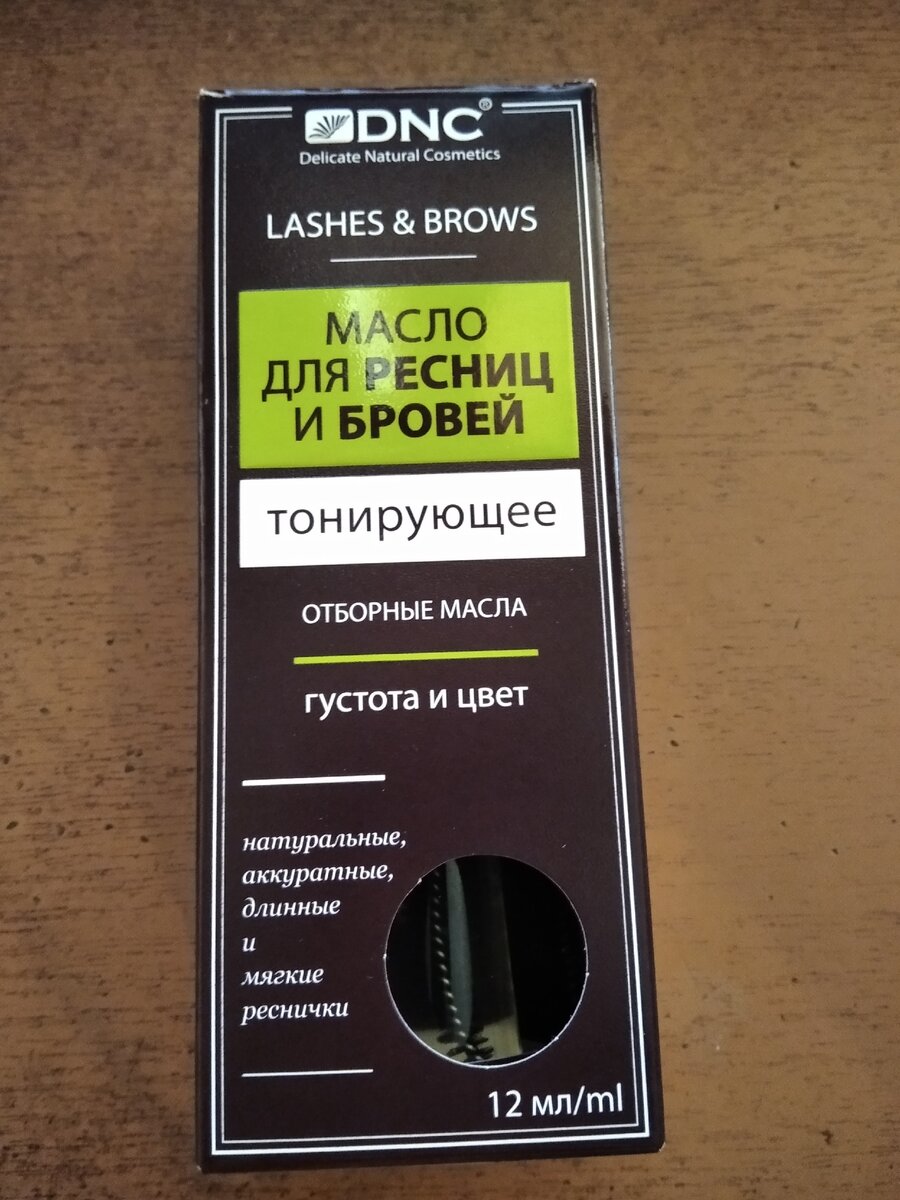 DNC®
Delicate Natural Cosmetics
LASHES & BROWS
МАСЛО
ДЛЯ РЕСНИЦ
И БРОВЕЙ
тонирующее
ОТБОРНЫЕ МАСЛА
густота и цвет
натуральные,
аккуратные,
длинные
и
мягкие
реснички
12 мл/ml